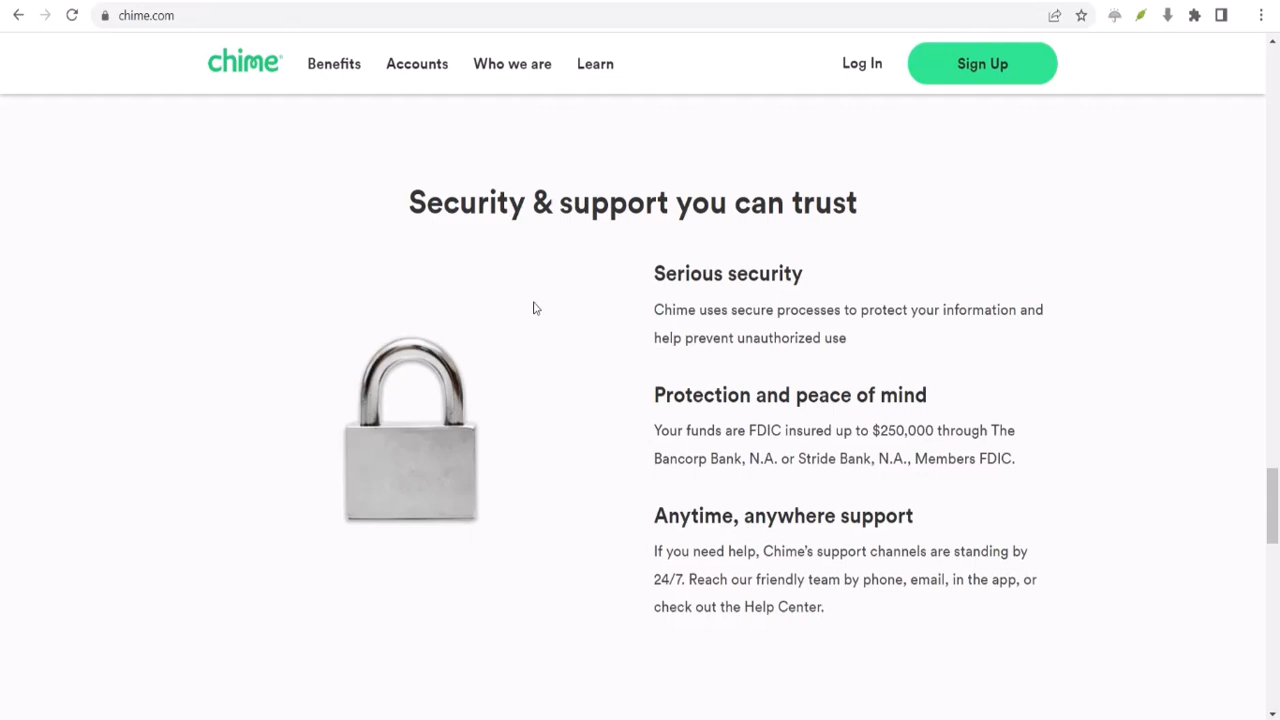 chime.com
chime
Benefits
Accounts
Who we are
Learn
Log In
Sign Up
Security & support you can trust
Serious security
Chime uses secure processes to protect your information and
help prevent unauthorized use
Protection and peace of mind
Your funds are FDIC insured up to $250,000 through The
Bancorp Bank, N.A. or Stride Bank, N.A., Members FDIC.
Anytime, anywhere support
If you need help, Chime’s support channels are standing by
24/7. Reach our friendly team by phone, email, in the app, or
check out the Help Center.